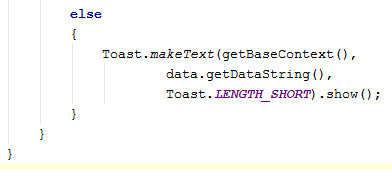 else
{
Toast.makeText(getBaseContext(),
data.getDataString(),
Toast.LENGTH_SHORT).show();
}
}
}